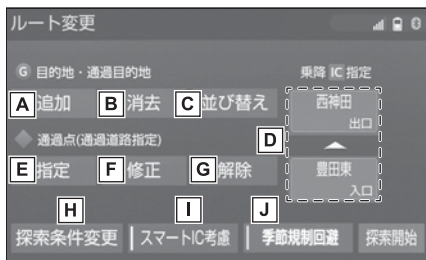 ルート変更
G 目的地・通過目的地
乗降 IC 指定
A 追加 B 消去 C 並び替え
西神田
出口
通過点(通過道路指定)
D
E 指定 F 修正 G 解除
豊田東
入口
H I J
探索条件変更 スマートIC考慮 季節規制回避 探索開始